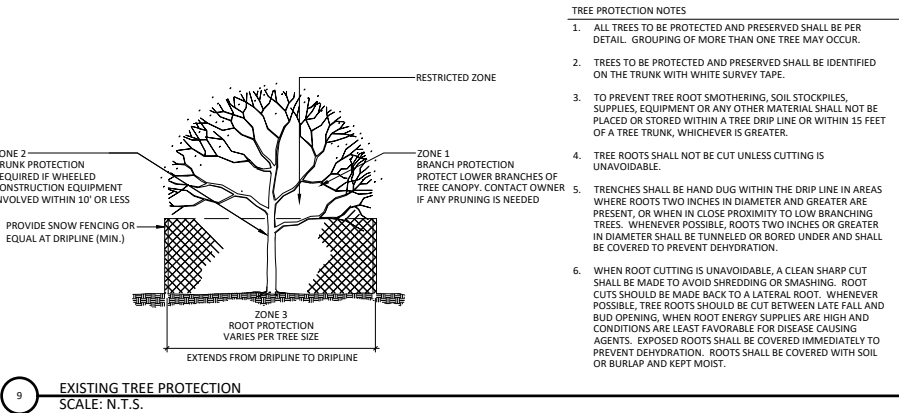 RESTRICTED ZONE
ONE 2
RUNK PROTECTION
EQUIRED IF WHEELED
ONSTRUCTION EQUIPMENT
NVOLVED WITHIN 10' OR LESS
PROVIDE SNOW FENCING OR
EQUAL AT DRIPLINE (MIN.)
ZONE 1
BRANCH PROTECTION
PROTECT LOWER BRANCHES OF
TREE CANOPY. CONTACT OWNER
IF ANY PRUNING IS NEEDED
ZONE 3
ROOT PROTECTION
VARIES PER TREE SIZE
EXTENDS FROM DRIPLINE TO DRIPLINE
9
EXISTING TREE PROTECTION
SCALE: N.T.S.
TREE PROTECTION NOTES
1. ALL TREES TO BE PROTECTED AND PRESERVED SHALL BE PER
DETAIL. GROUPING OF MORE THAN ONE TREE MAY OCCUR.
2. TREES TO BE PROTECTED AND PRESERVED SHALL BE IDENTIFIED
ON THE TRUNK WITH WHITE SURVEY TAPE.
3. TO PREVENT TREE ROOT SMOTHERING, SOIL STOCKPILES,
SUPPLIES, EQUIPMENT OR ANY OTHER MATERIAL SHALL NOT BE
PLACED OR STORED WITHIN A TREE DRIP LINE OR WITHIN 15 FEET
OF A TREE TRUNK, WHICHEVER IS GREATER.
4. TREE ROOTS SHALL NOT BE CUT UNLESS CUTTING IS
UNAVOIDABLE.
5. TRENCHES SHALL BE HAND DUG WITHIN THE DRIP LINE IN AREAS
WHERE ROOTS TWO INCHES IN DIAMETER AND GREATER ARE
PRESENT, OR WHEN IN CLOSE PROXIMITY TO LOW BRANCHING
TREES. WHENEVER POSSIBLE, ROOTS TWO INCHES OR GREATER
IN DIAMETER SHALL BE TUNNELED OR BORED UNDER AND SHALL
BE COVERED TO PREVENT DEHYDRATION.
6. WHEN ROOT CUTTING IS UNAVOIDABLE, A CLEAN SHARP CUT
SHALL BE MADE TO AVOID SHREDDING OR SMASHING. ROOT
CUTS SHOULD BE MADE BACK TO A LATERAL ROOT. WHENEVER
POSSIBLE, TREE ROOTS SHOULD BE CUT BETWEEN LATE FALL AND
BUD OPENING, WHEN ROOT ENERGY SUPPLIES ARE HIGH AND
CONDITIONS ARE LEAST FAVORABLE FOR DISEASE CAUSING
AGENTS. EXPOSED ROOTS SHALL BE COVERED IMMEDIATELY TO
PREVENT DEHYDRATION. ROOTS SHALL BE COVERED WITH SOIL
OR BURLAP AND KEPT MOIST.